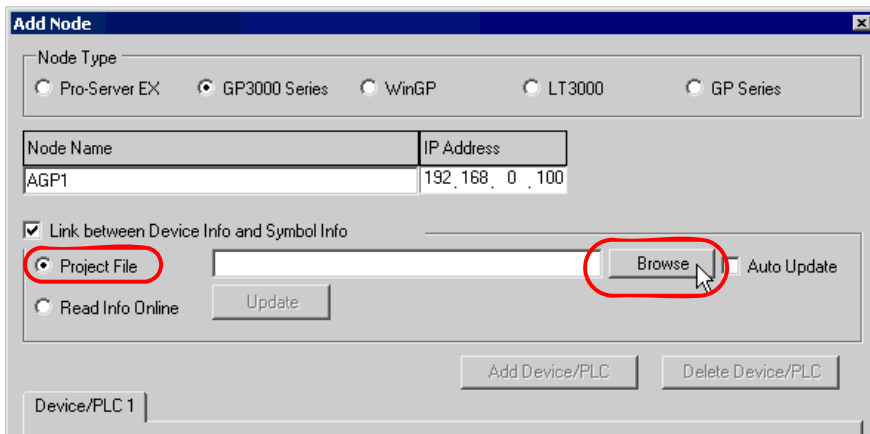 Add Node
Node Type
Pro-Server EX GP3000 Series WinGP LT3000 GP Series
Node Name IP Address
AGP1 192.168.0.100
Link between Device Info and Symbol Info
Project File Browse Auto Update
Read Info Online Update
Add Device/PLC Delete Device/PLC
Device/PLC 1